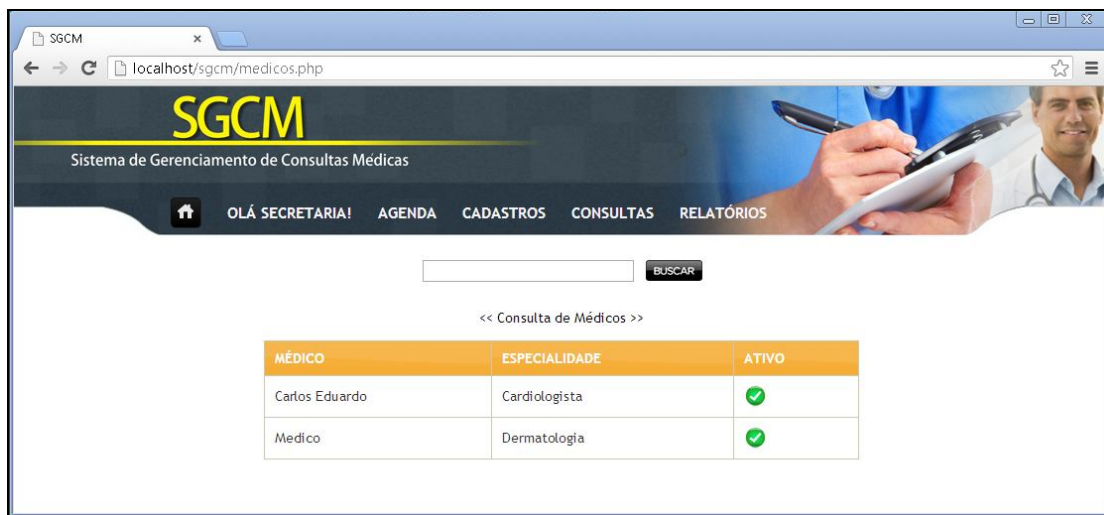 SGCM
localhost/sgcm/medicos.php
SGCM
Sistema de Gerenciamento de Consultas Médicas
OLÁ SECRETARIA! AGENDA CADASTROS CONSULTAS RELATÓRIOS
BUSCAR
<< Consulta de Médicos >>
MÉDICO ESPECIALIDADE ATIVO
Carlos Eduardo Cardiologista
Medico Dermatologia